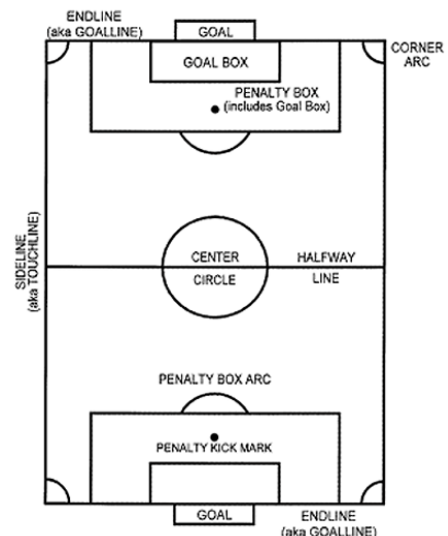 ENDLINE
(aka GOALLINE)
GOAL
CORNER
ARC
GOAL BOX
PENALTY BOX
(includes Goal Box)
SIDELINE
(aka TOUCHLINE)
CENTER
CIRCLE
HALFWAY
LINE
PENALTY BOX ARC
PENALTY KICK MARK
GOAL
ENDLINE
(aka GOALLINE)